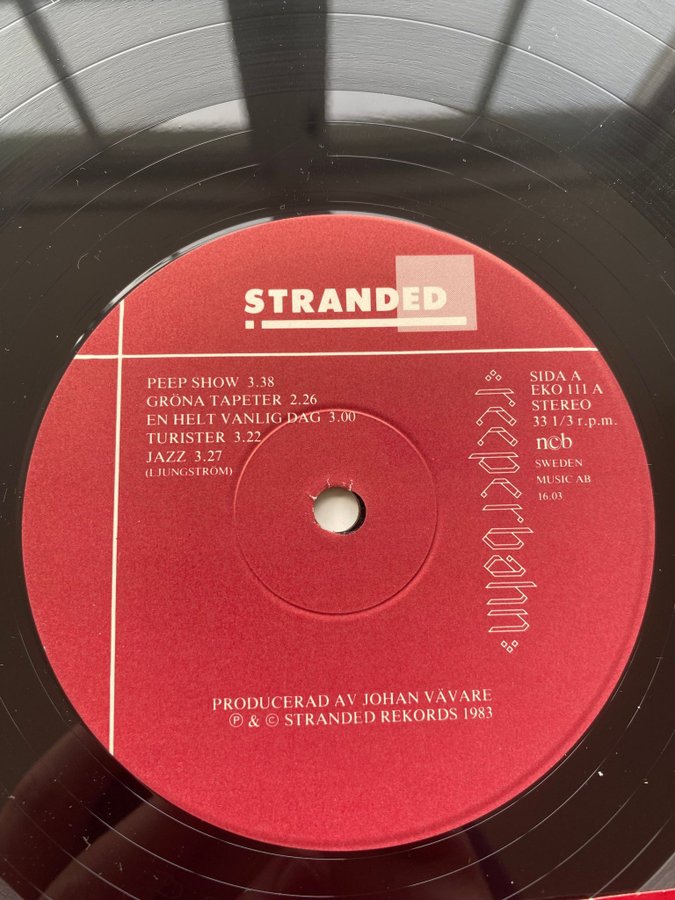 STRANDED
PEEP SHOW 3.38
GRÖNA TAPETER 2.26
EN HELT VANLIG DAG 3.00
TURISTER 3.22
JAZZ 3.27
(LJUNGSTRÖM)
reeperbahn
SIDA A
EKO 111 A
STEREO
33 1/3 r.p.m.
ncb
SWEDEN
MUSIC AB
16.03
PRODUCERAD AV JOHAN VÄVARE
℗ & © STRANDED REKORDS 1983